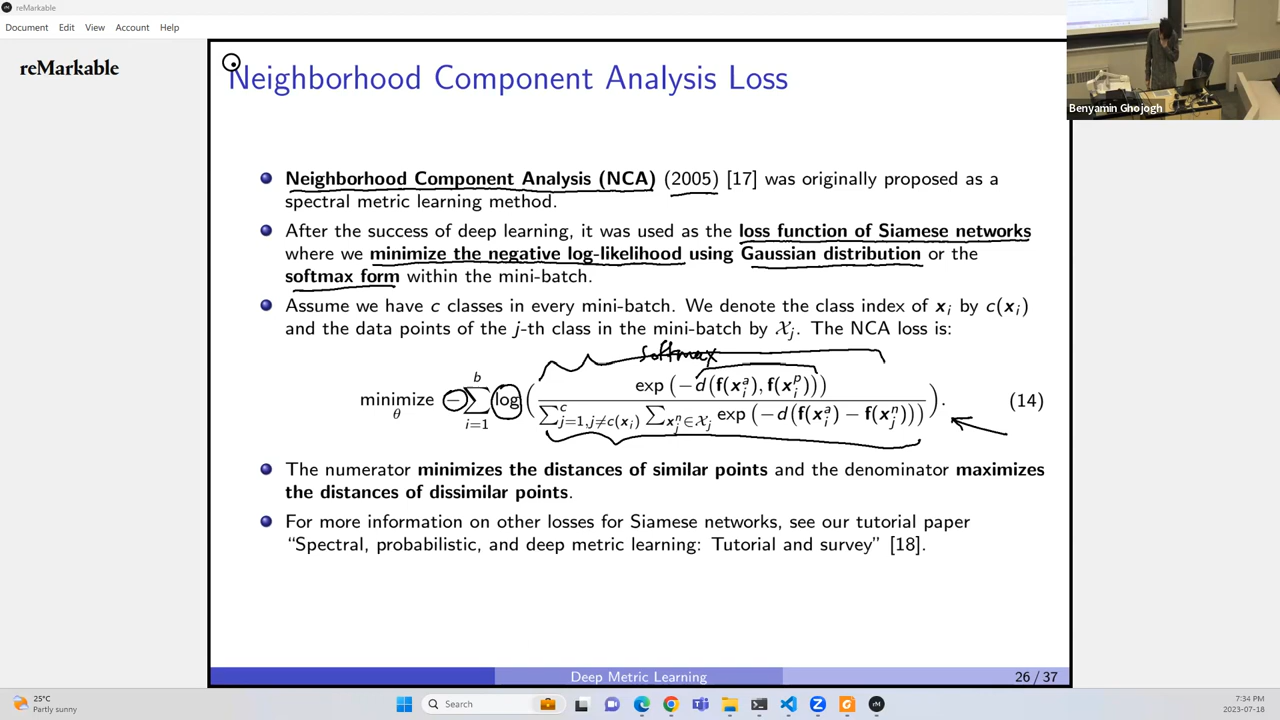 reMarkable
Document Edit View Account Help
reMarkable
Neighborhood Component Analysis Loss
Benyamin Ghojogh
Neighborhood Component Analysis (NCA) (2005) [17] was originally proposed as a
spectral metric learning method.
After the success of deep learning, it was used as the loss function of Siamese networks
where we minimize the negative log-likelihood using Gaussian distribution or the
softmax form within the mini-batch.
Assume we have c classes in every mini-batch. We denote the class index of x_i by c(x_i)
and the data points of the j-th class in the mini-batch by 𝒳_j. The NCA loss is:
softmax
minimize_θ − ∑_{i=1}^{b} log( exp(−d(f(x_i^a), f(x_i^p))) / ∑_{j=1, j≠c(x_i)}^{c} ∑_{x_j^n∈𝒳_j} exp(−d(f(x_i^a) − f(x_j^n))) ). (14)
The numerator minimizes the distances of similar points and the denominator maximizes
the distances of dissimilar points.
For more information on other losses for Siamese networks, see our tutorial paper
“Spectral, probabilistic, and deep metric learning: Tutorial and survey” [18].
Deep Metric Learning 26 / 37
25°C
Partly sunny
Search
7:34 PM
2023-07-18